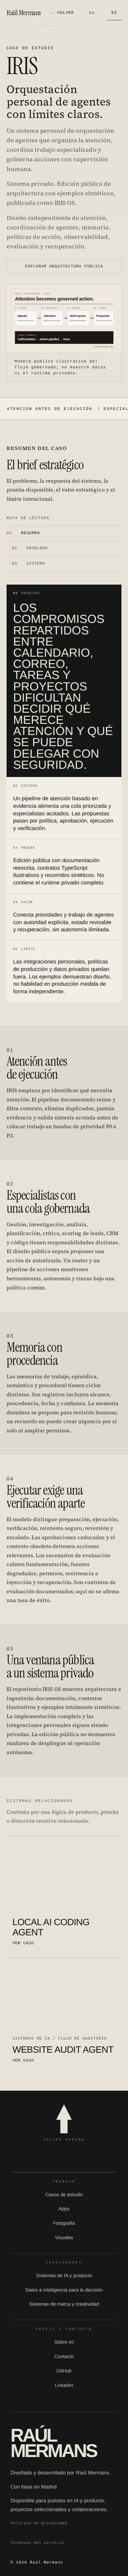 Raúl Mermans
← VOLVER
EN
ES
CASO DE ESTUDIO
IRIS
Orquestación
personal de agentes
con límites claros.
Un sistema personal de orquestación
de agentes que organiza la atención,
coordina trabajo especializado y
gobierna acciones con supervisión
humana.
Sistema privado. Edición pública de
arquitectura con ejemplos sintéticos,
publicada como IRIS OS.
Diseño independiente de atención,
coordinación de agentes, memoria,
políticas de acción, observabilidad,
evaluación y recuperación.
EXPLORAR ARQUITECTURA PÚBLICA
Attention becomes governed action.
Signals
Attention
Work queue
Proposals
Authorization → action pipeline → trace
Modelo público ilustrativo del
flujo gobernado; no muestra datos
ni el runtime privados.
ATENCIÓN ANTES DE EJECUCIÓN / ESPECIAL
RESUMEN DEL CASO
El brief estratégico
El problema, la respuesta del sistema, la
prueba disponible, el valor estratégico y el
límite intencional.
RUTA DE LECTURA
01 RESUMEN
02 PROBLEMA
03 SISTEMA
01 PROBLEMA
LOS
COMPROMISOS
REPARTIDOS
ENTRE
CALENDARIO,
CORREO,
TAREAS Y
PROYECTOS
DIFICULTAN
DECIDIR QUÉ
MERECE
ATENCIÓN Y QUÉ
SE PUEDE
DELEGAR CON
SEGURIDAD.
02 SISTEMA
Un pipeline de atención basado en
evidencia alimenta una cola priorizada y
especialistas acotados. Las propuestas
pasan por política, aprobación, ejecución
y verificación.
03 PRUEBA
Edición pública con documentación
reescrita, contratos TypeScript
ilustrativos y recorridos sintéticos. No
contiene el runtime privado completo.
04 VALOR
Conecta prioridades y trabajo de agentes
con autoridad explícita, estado revisable
y recuperación, sin autonomía ilimitada.
05 LÍMITE
Las integraciones personales, políticas
de producción y datos privados quedan
fuera. Los ejemplos demuestran diseño,
no fiabilidad en producción medida de
forma independiente.
01
Atención antes
de ejecución
IRIS empieza por identificar qué necesita
atención. El pipeline documentado reúne y
filtra contexto, elimina duplicados, puntúa
evidencia y valida salida acotada antes de
colocar trabajo en bandas de prioridad P0 a
P3.
02
Especialistas con
una cola gobernada
Gestión, investigación, análisis,
planificación, crítica, scoring de leads, CRM
y código tienen responsabilidades distintas.
El diseño público separa proponer una
acción de autorizarla. Un router y un
pipeline de acciones mantienen
herramientas, autonomía y trazas bajo una
política común.
03
Memoria con
procedencia
Las memorias de trabajo, episódica,
semántica y procedural tienen ciclos
distintos. Sus registros incluyen alcance,
procedencia, fecha y confianza. La memoria
duradera se propone para revisión humana;
un recuerdo no puede crear urgencia por sí
solo ni ampliar permisos.
04
Ejecutar exige una
verificación aparte
El modelo distingue preparación, ejecución,
verificación, reintento seguro, reversión y
escalado. Las aprobaciones caducadas y el
contexto obsoleto detienen acciones
relevantes. Los escenarios de evaluación
cubren fundamentación, fuentes
degradadas, permisos, resistencia a
inyección y recuperación. Son contratos de
evaluación documentados; aquí no se afirma
una tasa de éxito.
05
Una ventana pública
a un sistema privado
El repositorio IRIS OS muestra arquitectura e
ingeniería: documentación, contratos
ilustrativos y ejemplos totalmente sintéticos.
La implementación completa y las
integraciones personales siguen siendo
privadas. La edición pública no demuestra
madurez de despliegue ni operación
autónoma.
SISTEMAS RELACIONADOS
Continúa por una lógica de producto, prueba
o dirección creativa relacionada.
LOCAL AI CODING
AGENT
VER CASO
SISTEMAS DE IA / FLUJO DE AUDITORÍA
WEBSITE AUDIT AGENT
VER CASO
VOLVER ARRIBA
TRABAJO
Casos de estudio
Apps
Fotografía
Visuales
CAPACIDADES
Sistemas de IA y producto
Datos e inteligencia para la decisión
Sistemas de marca y creatividad
PERFIL Y CONTACTO
Sobre mí
Contacto
GitHub
LinkedIn
RAÚL
MERMANS
Diseñado y desarrollado por Raúl Mermans.
Con base en Madrid
Disponible para puestos en IA y producto,
proyectos seleccionados y colaboraciones.
Política de privacidad
Términos del servicio
© 2026 Raúl Mermans